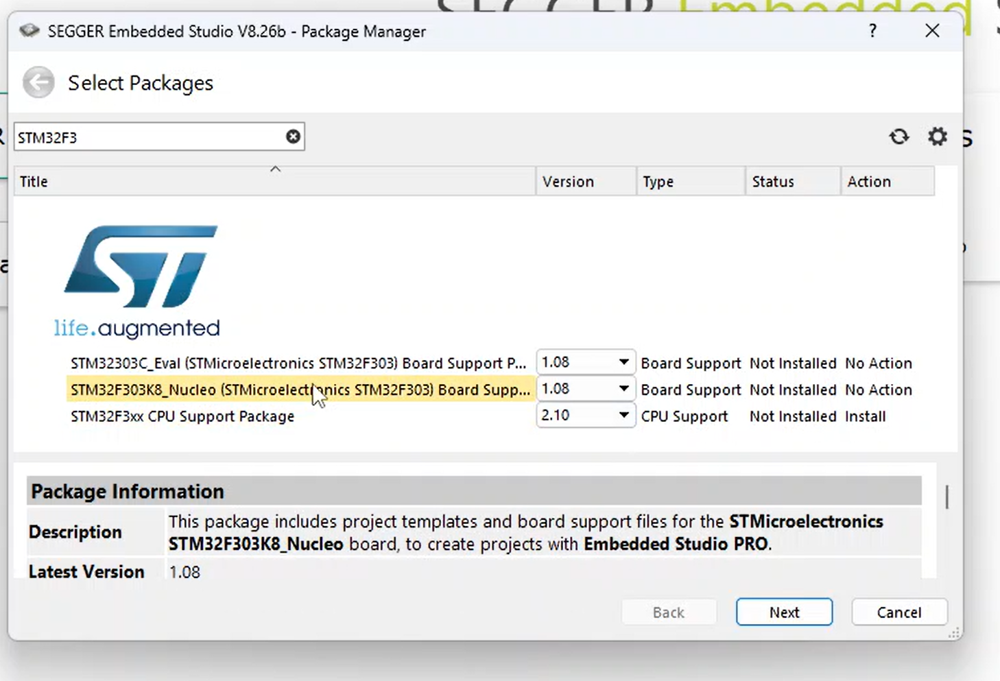 SEGGER Embedded S
SEGGER Embedded Studio V8.26b - Package Manager
?
Select Packages
STM32F3
Title Version Type Status Action
ST
life.augmented
STM32303C_Eval (STMicroelectronics STM32F303) Board Support P... 1.08 Board Support Not Installed No Action
STM32F303K8_Nucleo (STMicroelectronics STM32F303) Board Supp... 1.08 Board Support Not Installed No Action
STM32F3xx CPU Support Package 2.10 CPU Support Not Installed Install
Package Information
Description This package includes project templates and board support files for the STMicroelectronics
STM32F303K8_Nucleo board, to create projects with Embedded Studio PRO.
Latest Version 1.08
Back Next Cancel